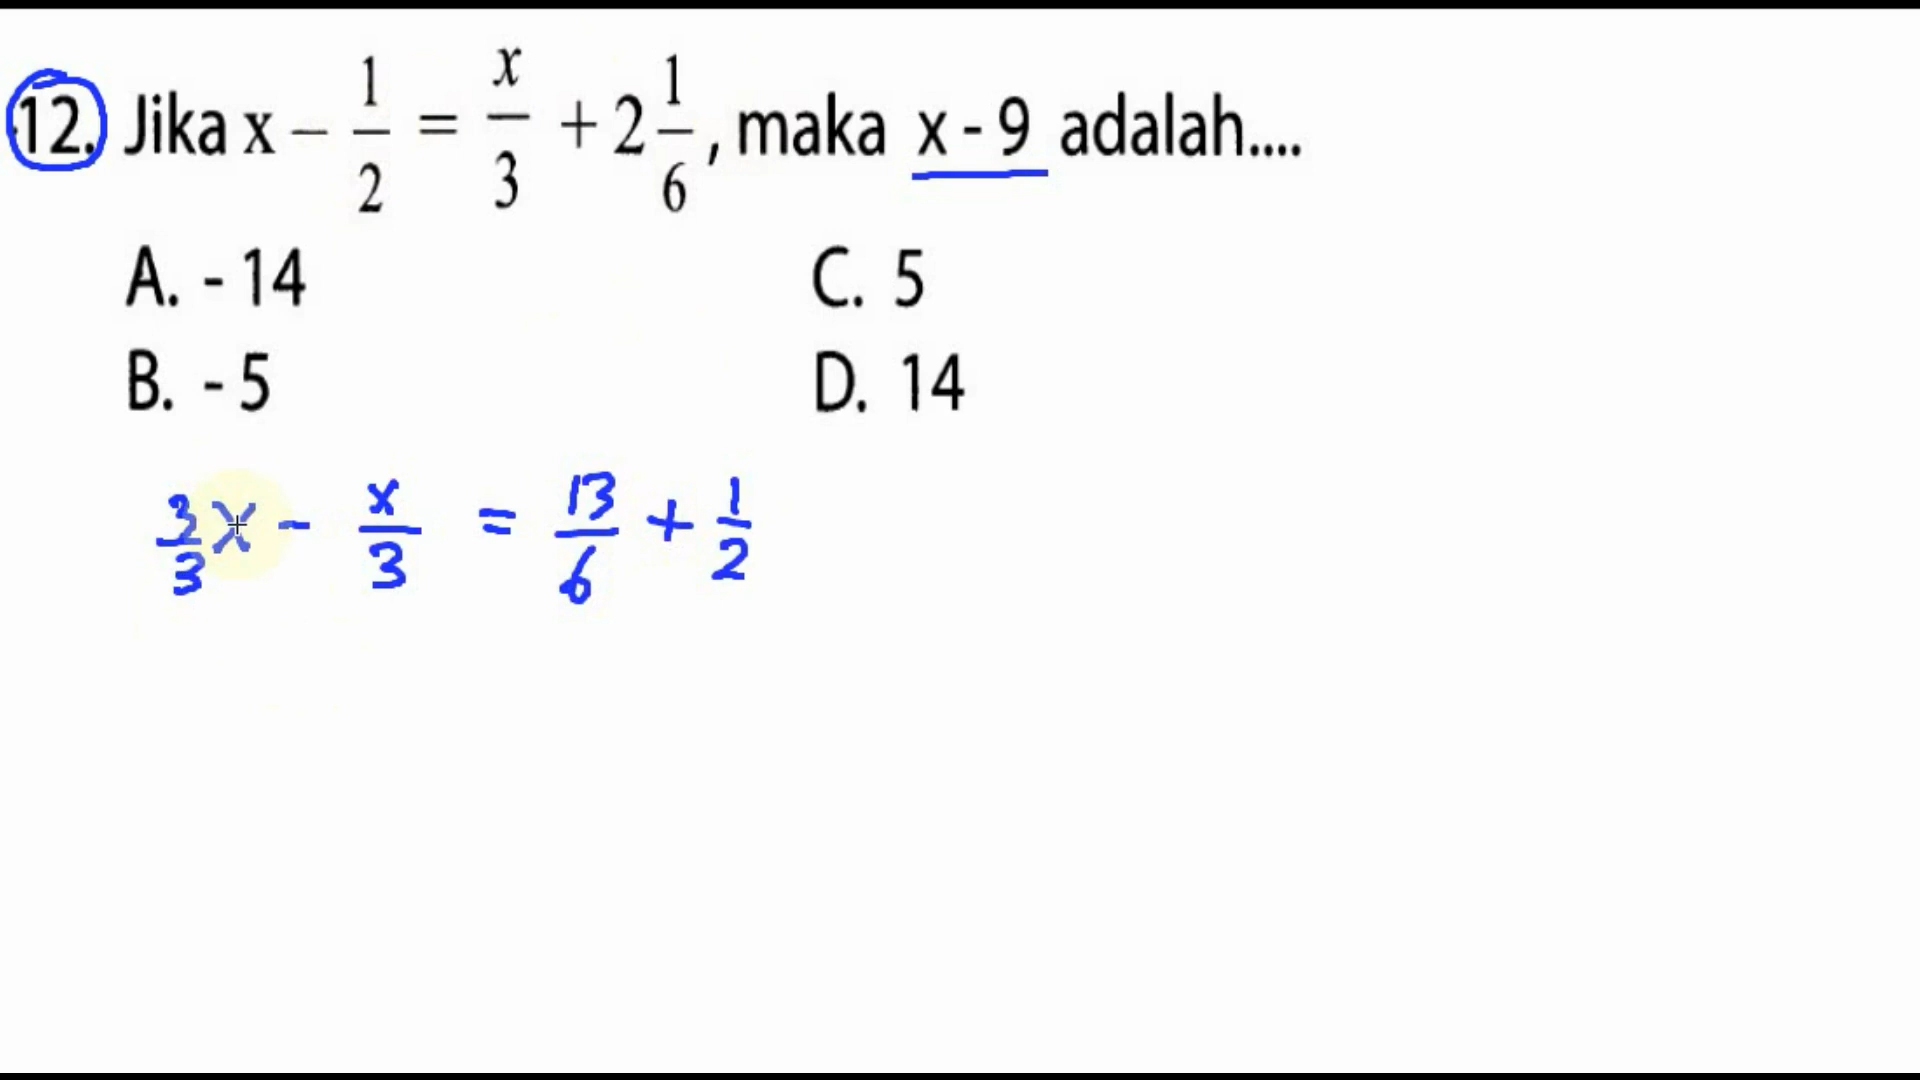 12. Jika x − 1/2 = x/3 + 2 1/6, maka x - 9 adalah....
A. - 14
C. 5
B. - 5
D. 14
3/3 x - x/3 = 13/6 + 1/2